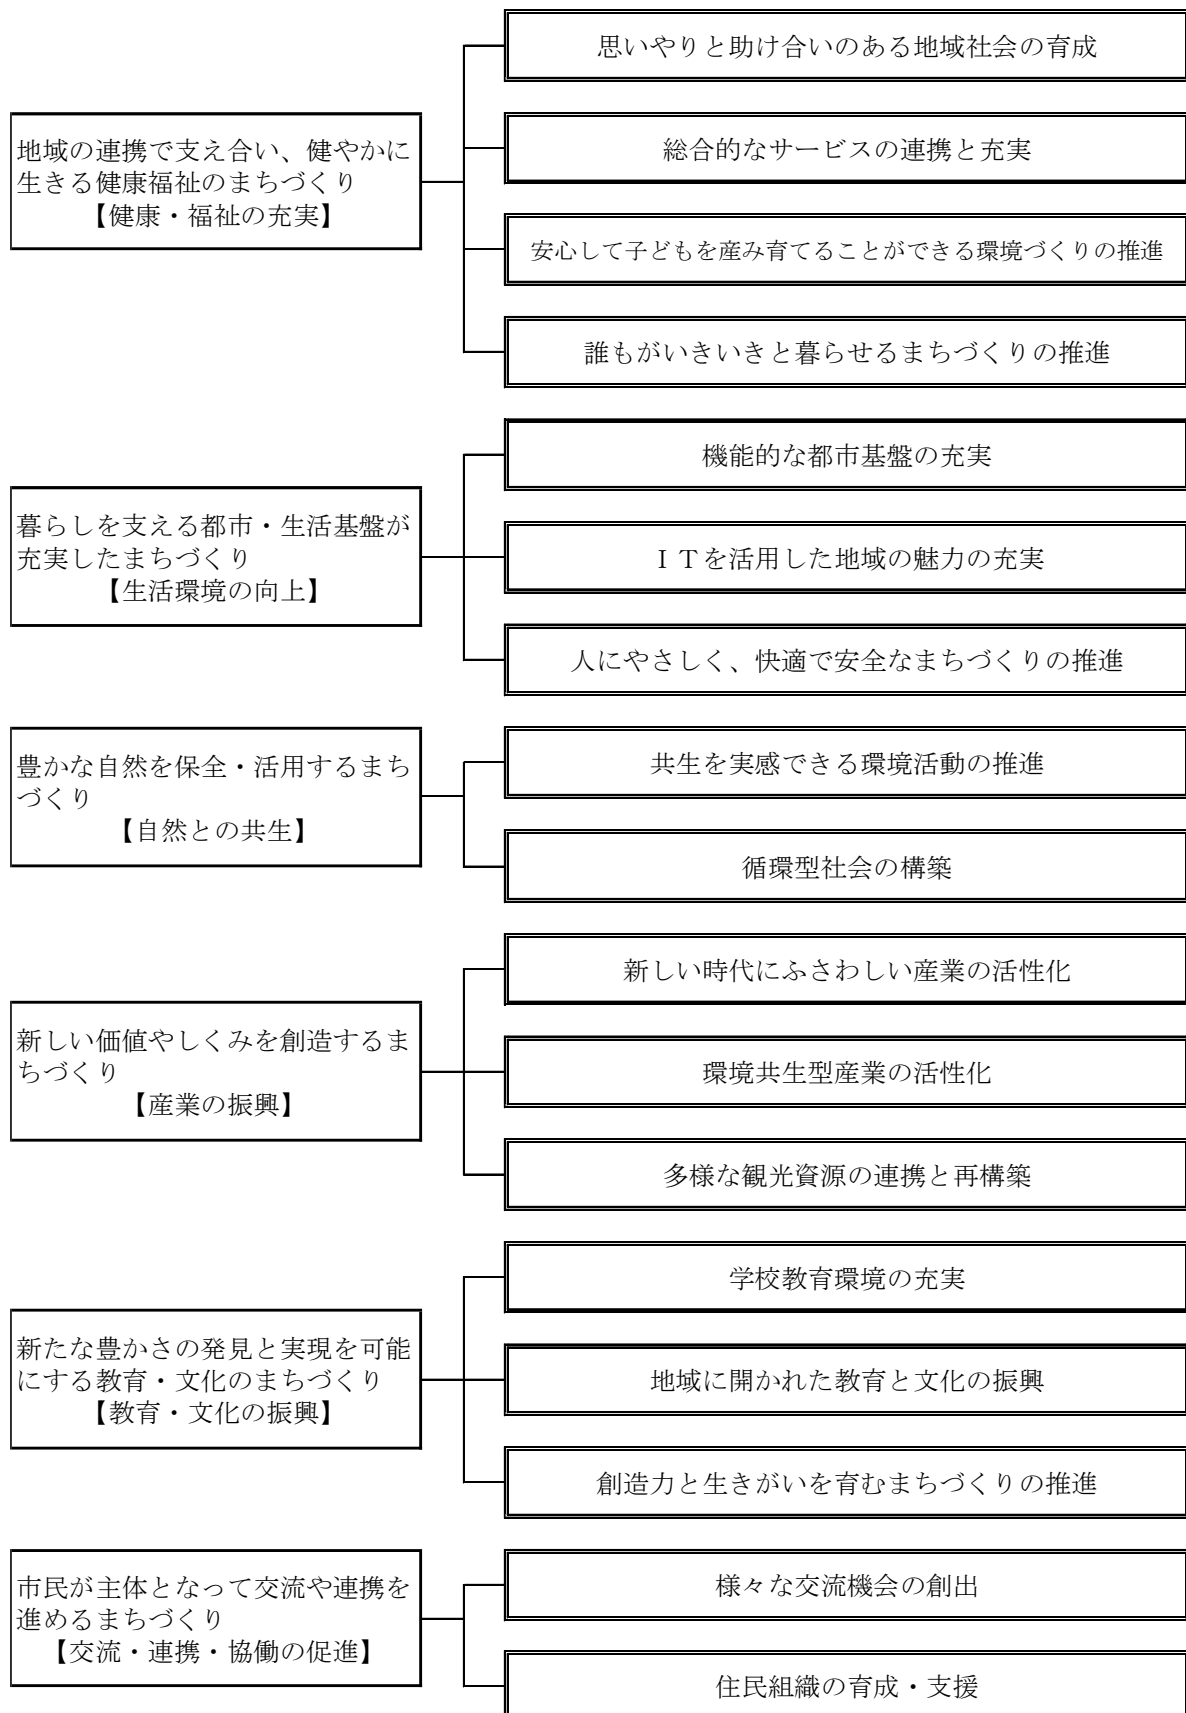 思いやりと助け合いのある地域社会の育成
地域の連携で支え合い、健やかに
生きる健康福祉のまちづくり
【健康・福祉の充実】
総合的なサービスの連携と充実
安心して子どもを産み育てることができる環境づくりの推進
誰もがいきいきと暮らせるまちづくりの推進
機能的な都市基盤の充実
暮らしを支える都市・生活基盤が
充実したまちづくり
【生活環境の向上】
ＩＴを活用した地域の魅力の充実
人にやさしく、快適で安全なまちづくりの推進
豊かな自然を保全・活用するまち
づくり
【自然との共生】
共生を実感できる環境活動の推進
循環型社会の構築
新しい時代にふさわしい産業の活性化
新しい価値やしくみを創造するま
ちづくり
【産業の振興】
環境共生型産業の活性化
多様な観光資源の連携と再構築
学校教育環境の充実
新たな豊かさの発見と実現を可能
にする教育・文化のまちづくり
【教育・文化の振興】
地域に開かれた教育と文化の振興
創造力と生きがいを育むまちづくりの推進
市民が主体となって交流や連携を
進めるまちづくり
【交流・連携・協働の促進】
様々な交流機会の創出
住民組織の育成・支援